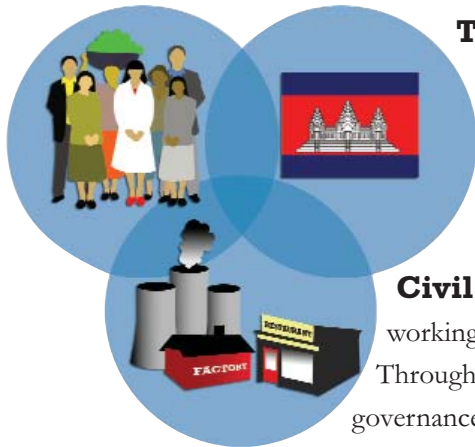 T
RESTAURANT
FACTORY
Civil
working
Through
governance